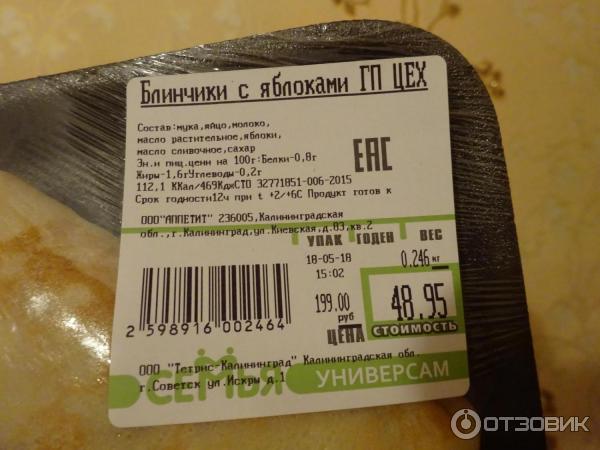 Блинчики с яблоками ГП ЦЕХ
Состав:мука,яйцо,молоко,
масло растительное,яблоки,
масло сливочное,сахар
Эн.и пищ.ценн на 100г:Белки-0,8г
Жиры-1,6гУглеводы-0,2г
112,1 ККал/469КджСТО 32771851-006-2015
Срок годности12ч при t +2/+6С Продукт готов к
ЕАС
ООО"АППЕТИТ" 236005,Калининградская
обл.,г.Калининград,ул.Киевская,д.83,кв.2
УПАК ГОДЕН ВЕС
18-05-18 0.246 кг
15:02
199.00 48.95
руб
ЦЕНА СТОИМОСТЬ
2 598916 002464
ООО "Тетрис-Калининград" Калининградская обл.
г.Советск ул.Искры д.1
СЕМЬЯ УНИВЕРСАМ
ОТЗОВИК